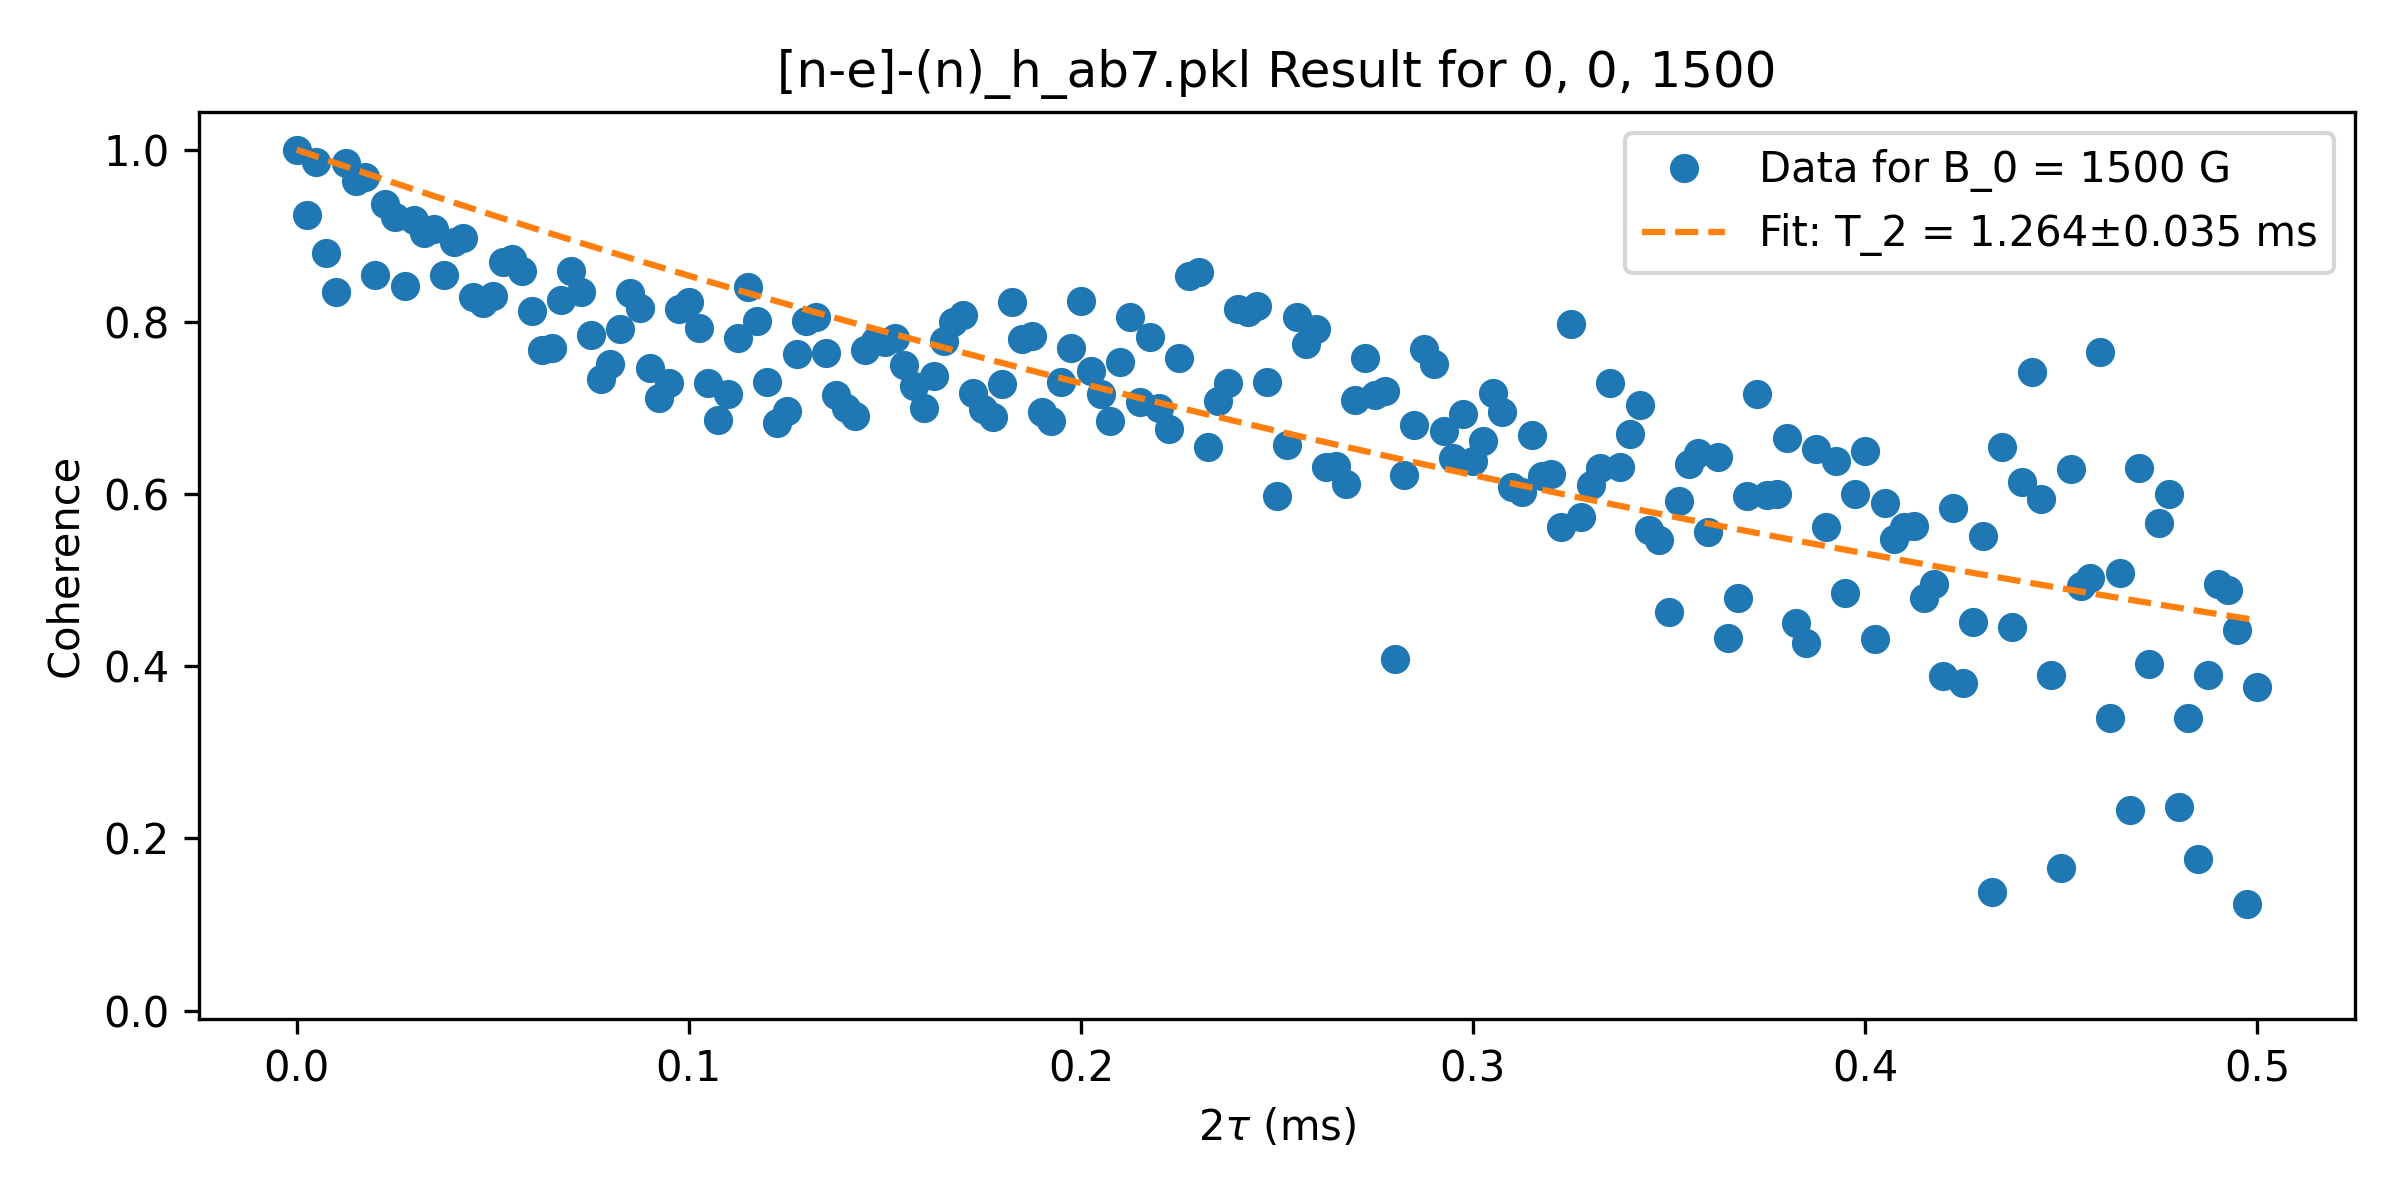 [n-e]-(n)_h_ab7.pkl Result for 0, 0, 1500
Data for B_0 = 1500 G
Fit: T_2 = 1.264±0.035 ms
Coherence
1.0
0.8
0.6
0.4
0.2
0.0
0.0 0.1 0.2 0.3 0.4 0.5
2τ (ms)